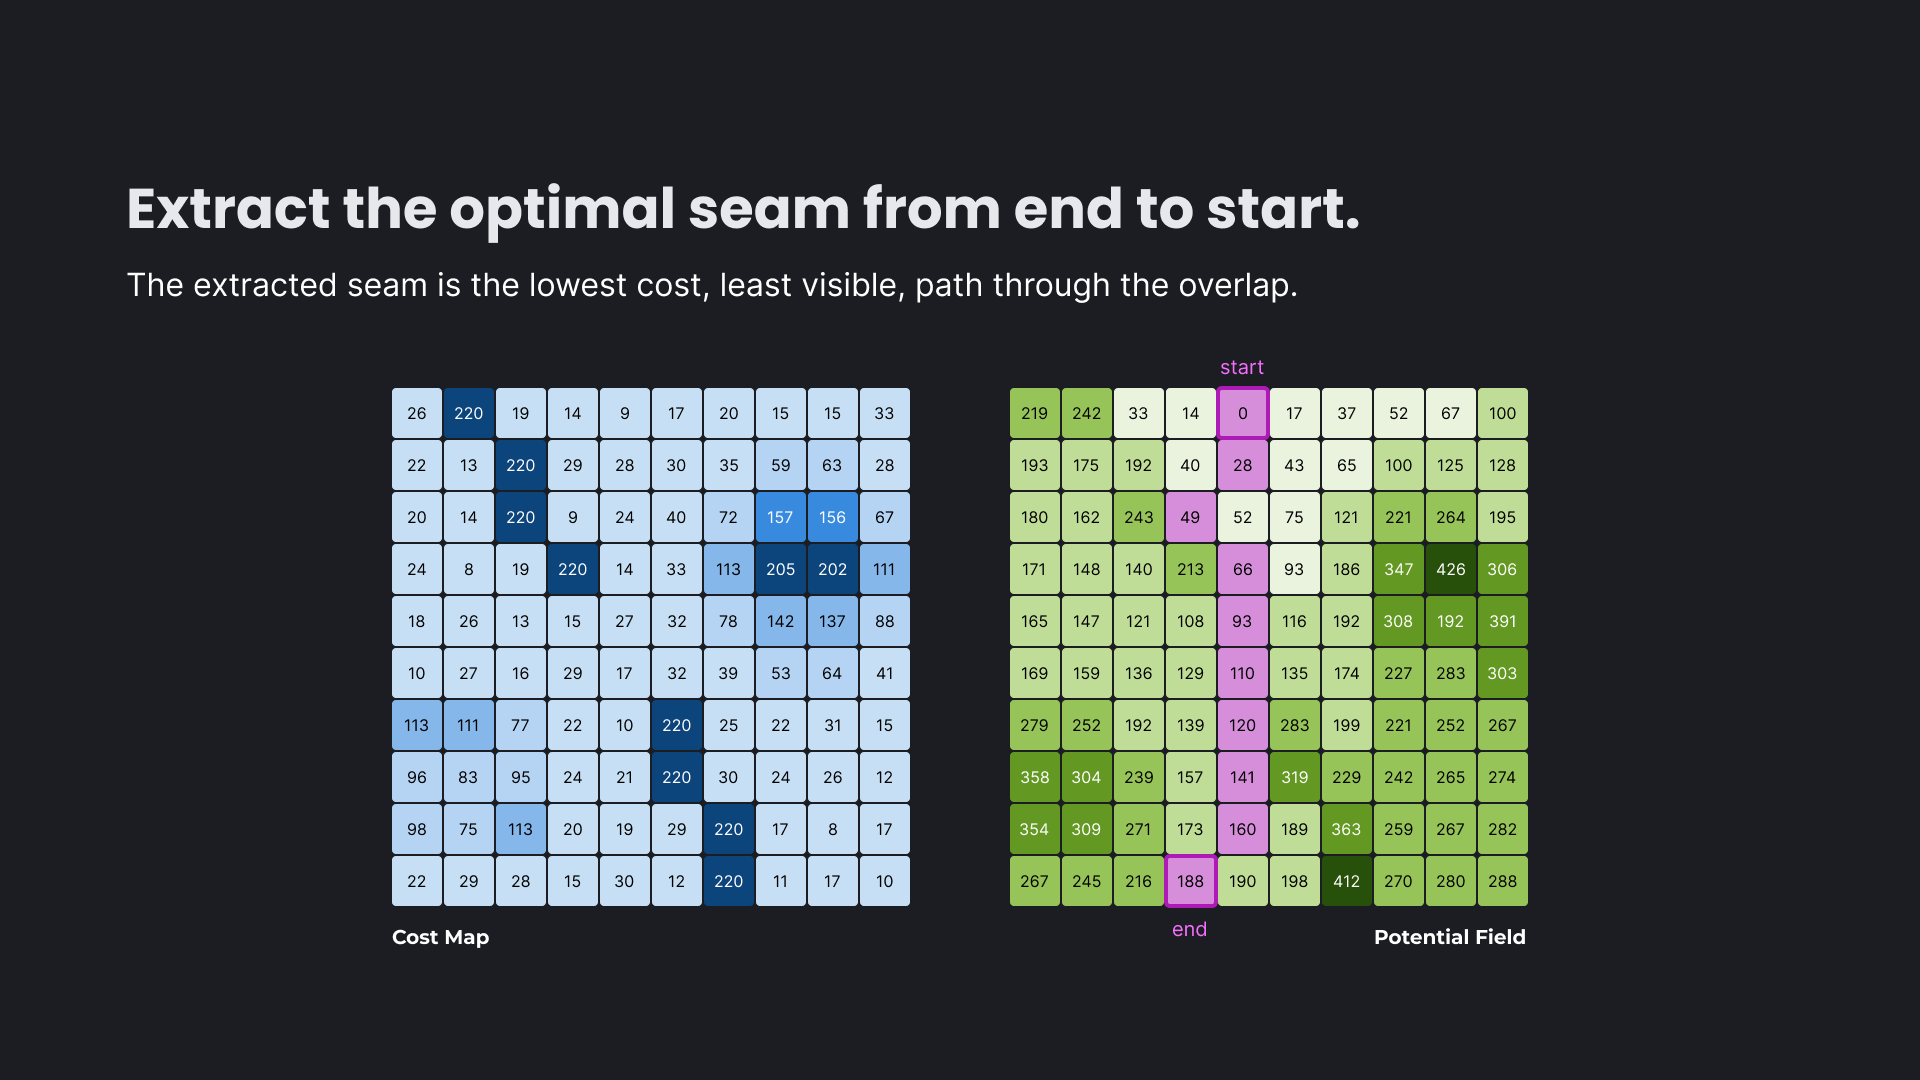 Extract the optimal seam from end to start.
The extracted seam is the lowest cost, least visible, path through the overlap.
start
26 220 19 14 9 17 20 15 15 33
22 13 220 29 28 30 35 59 63 28
20 14 220 9 24 40 72 157 156 67
24 8 19 220 14 33 113 205 202 111
18 26 13 15 27 32 78 142 137 88
10 27 16 29 17 32 39 53 64 41
113 111 77 22 10 220 25 22 31 15
96 83 95 24 21 220 30 24 26 12
98 75 113 20 19 29 220 17 8 17
22 29 28 15 30 12 220 11 17 10
Cost Map
219 242 33 14 0 17 37 52 67 100
193 175 192 40 28 43 65 100 125 128
180 162 243 49 52 75 121 221 264 195
171 148 140 213 66 93 186 347 426 306
165 147 121 108 93 116 192 308 192 391
169 159 136 129 110 135 174 227 283 303
279 252 192 139 120 283 199 221 252 267
358 304 239 157 141 319 229 242 265 274
354 309 271 173 160 189 363 259 267 282
267 245 216 188 190 198 412 270 280 288
end
Potential Field